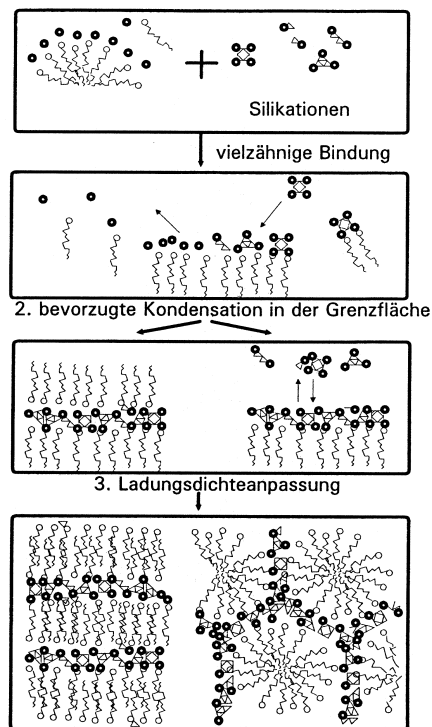 Silikationen
vielzähnige Bindung
2. bevorzugte Kondensation in der Grenzfläche
3. Ladungsdichteanpassung